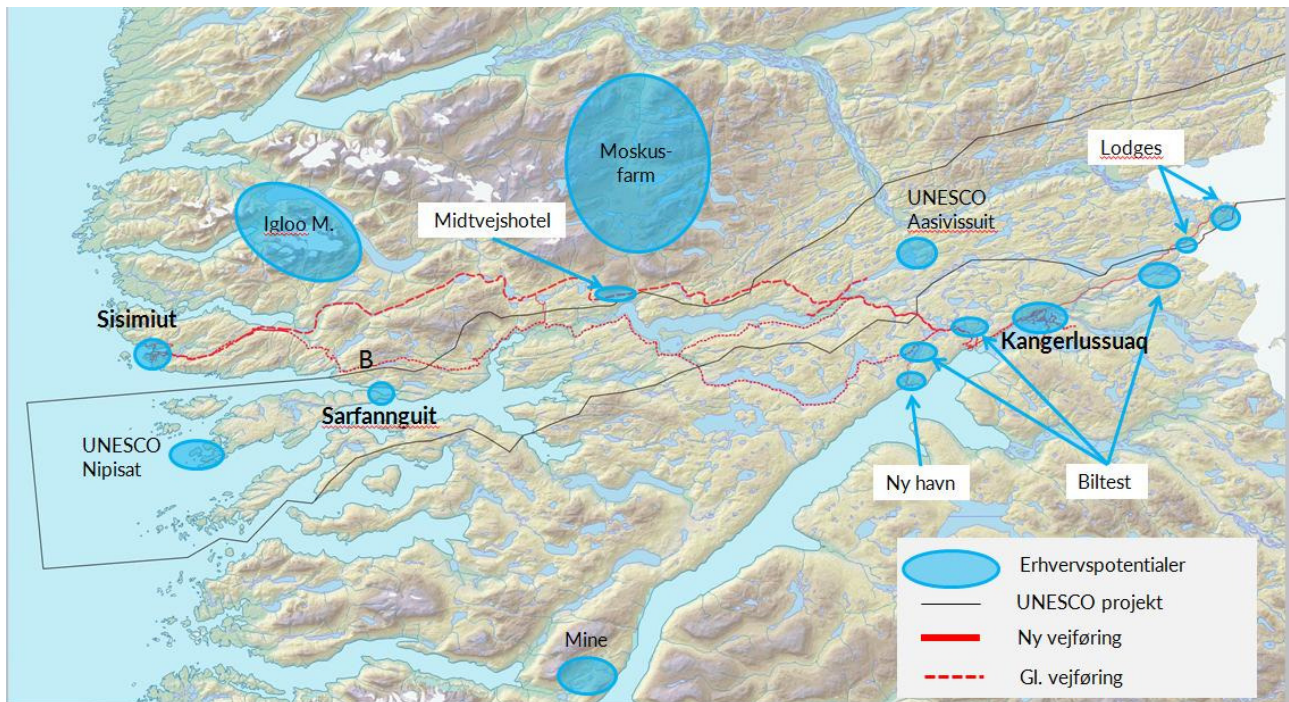 Lodges
Moskus-
farm
UNESCO
Aasivissuit
Igloo M.
Midtvejshotel
Sisimiut
Kangerlussuaq
B
Sarfannguit
UNESCO
Nipisat
Ny havn
Biltest
Mine
Erhvervspotentialer
UNESCO projekt
Ny vejføring
Gl. vejføring